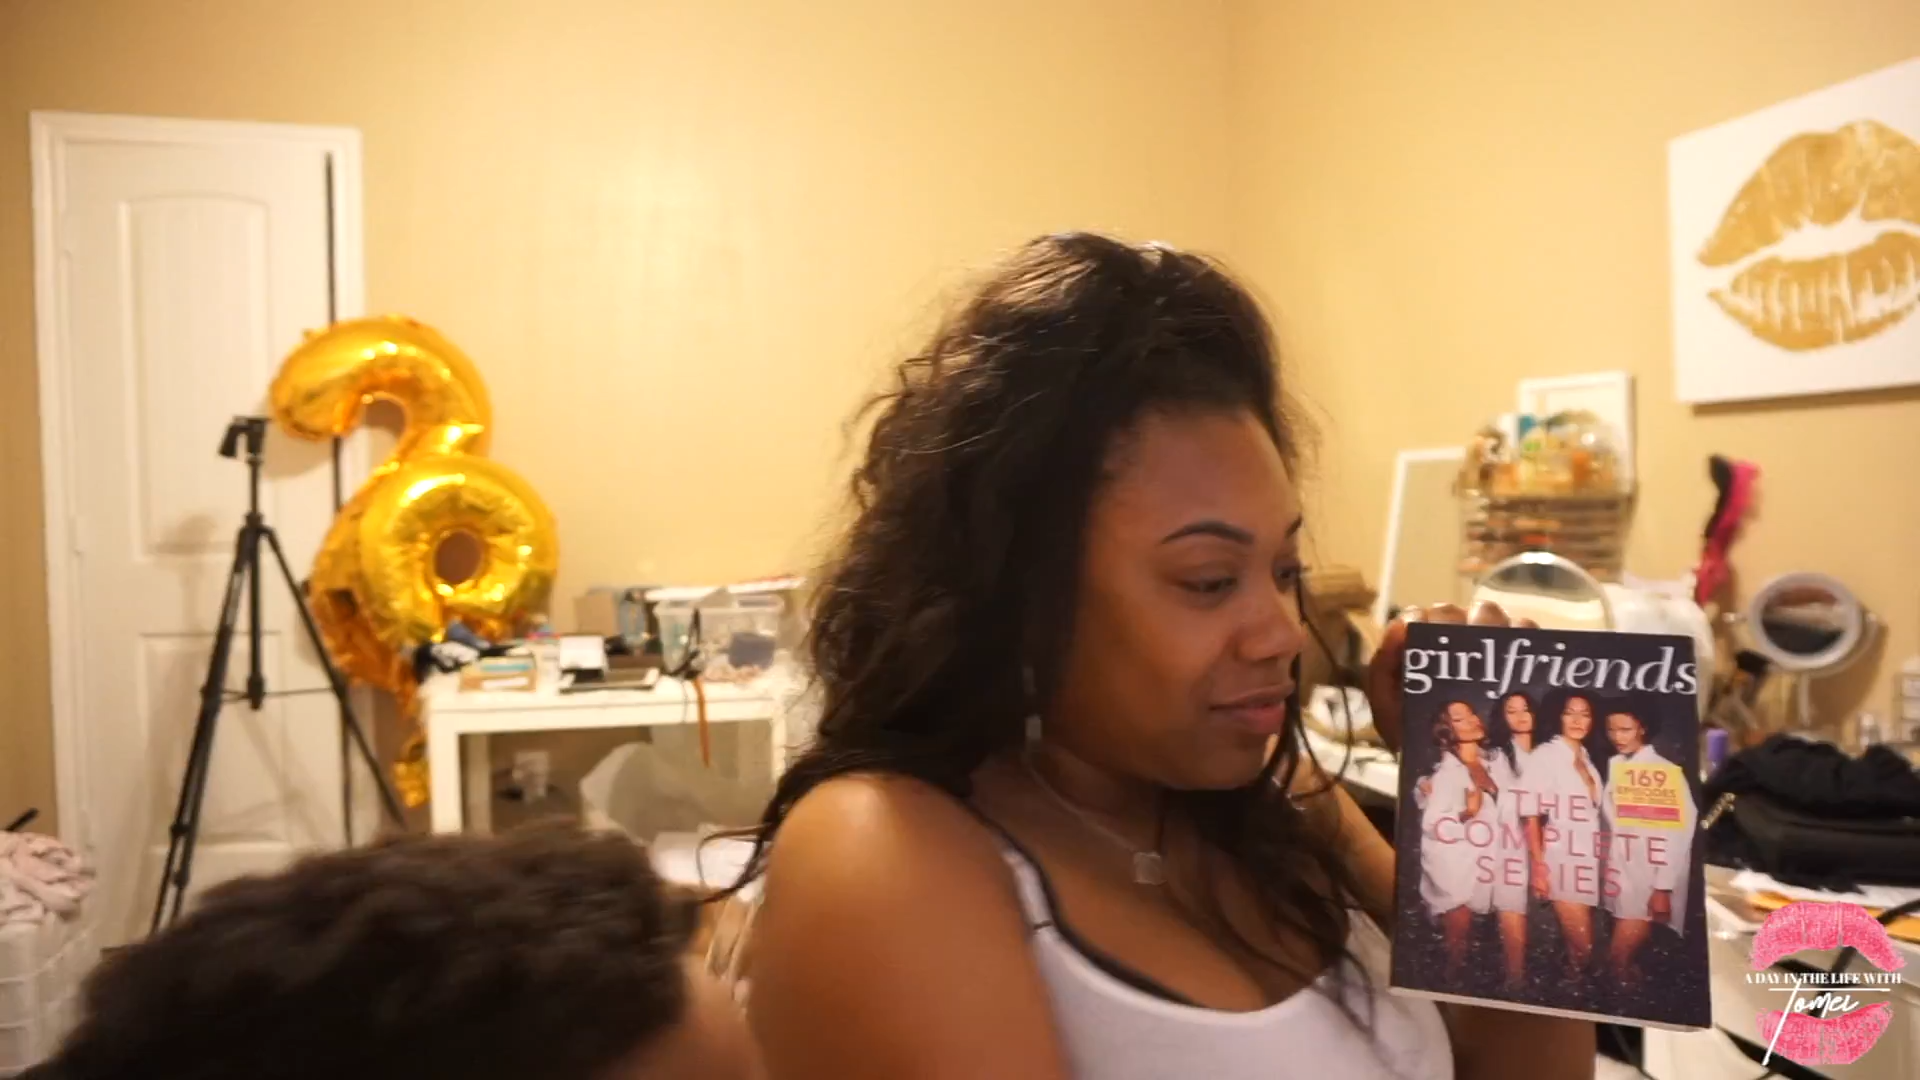 girlfriends
169
EPISODES
THE
COMPLETE
SERIES
A DAY IN THE LIFE WITH
Tomei